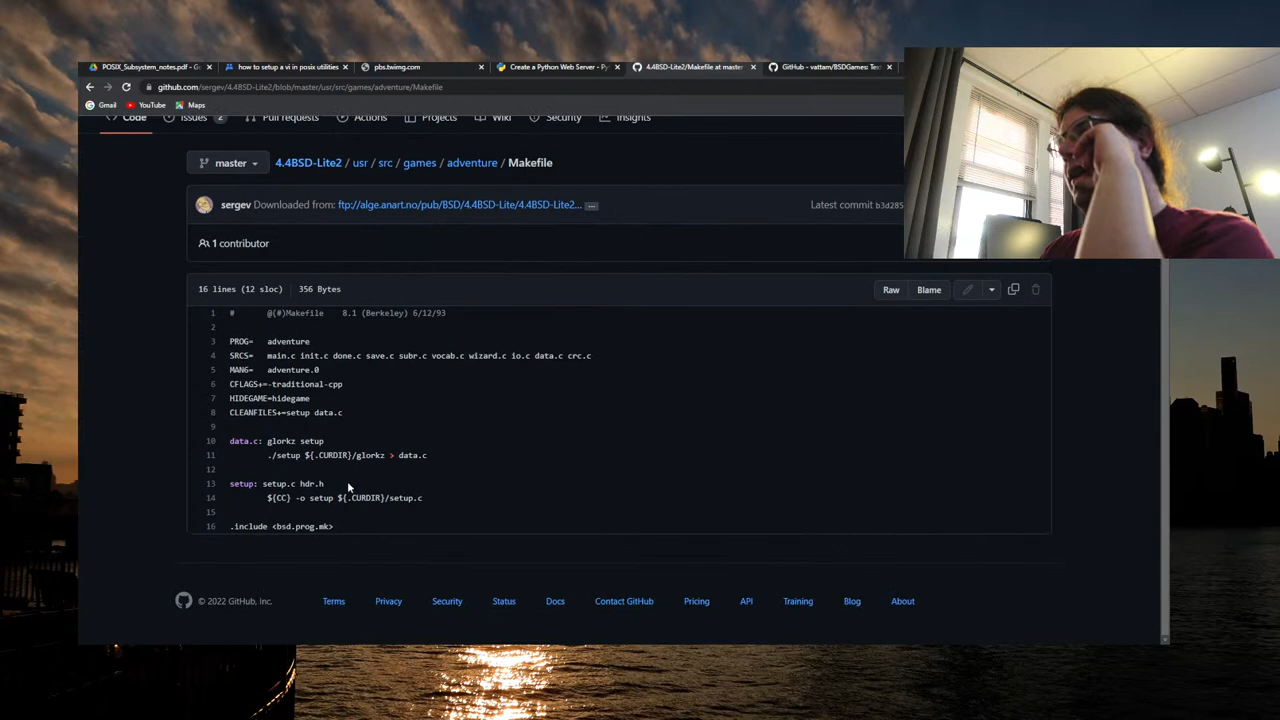 POSIX_Subsystem_notes.pdf - Go
how to setup a vi in posix utilities
pbs.twimg.com
Create a Python Web Server - Pyt
4.4BSD-Lite2/Makefile at master
GitHub - vattam/BSDGames: Text
github.com/sergev/4.4BSD-Lite2/blob/master/usr/src/games/adventure/Makefile
Gmail YouTube Maps
Code Issues 2 Pull requests Actions Projects Wiki Security Insights
master 4.4BSD-Lite2 / usr / src / games / adventure / Makefile
sergev Downloaded from: ftp://alge.anart.no/pub/BSD/4.4BSD-Lite/4.4BSD-Lite2... Latest commit b3d285
1 contributor
16 lines (12 sloc) 356 Bytes Raw Blame
1 # @(#)Makefile 8.1 (Berkeley) 6/12/93
2
3 PROG= adventure
4 SRCS= main.c init.c done.c save.c subr.c vocab.c wizard.c io.c data.c crc.c
5 MAN6= adventure.0
6 CFLAGS+=-traditional-cpp
7 HIDEGAME=hidegame
8 CLEANFILES+=setup data.c
9
10 data.c: glorkz setup
11 ./setup ${.CURDIR}/glorkz > data.c
12
13 setup: setup.c hdr.h
14 ${CC} -o setup ${.CURDIR}/setup.c
15
16 .include <bsd.prog.mk>
© 2022 GitHub, Inc. Terms Privacy Security Status Docs Contact GitHub Pricing API Training Blog About